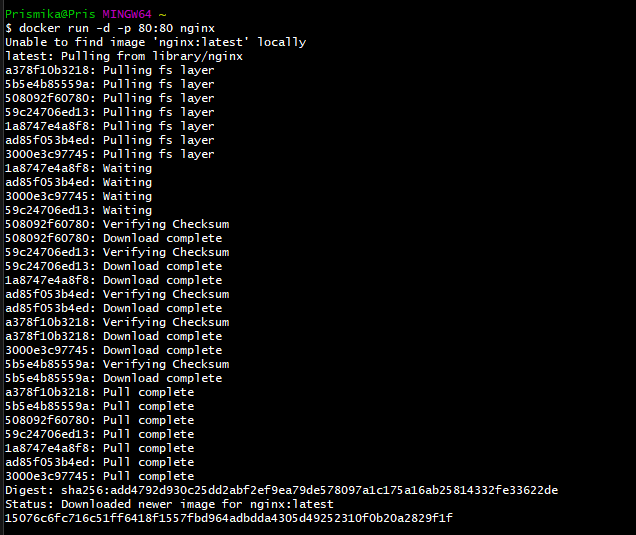 Prismika@Pris MINGW64 ~
$ docker run -d -p 80:80 nginx
Unable to find image 'nginx:latest' locally
latest: Pulling from library/nginx
a378f10b3218: Pulling fs layer
5b5e4b85559a: Pulling fs layer
508092f60780: Pulling fs layer
59c24706ed13: Pulling fs layer
1a8747e4a8f8: Pulling fs layer
ad85f053b4ed: Pulling fs layer
3000e3c97745: Pulling fs layer
1a8747e4a8f8: Waiting
ad85f053b4ed: Waiting
3000e3c97745: Waiting
59c24706ed13: Waiting
508092f60780: Verifying Checksum
508092f60780: Download complete
59c24706ed13: Verifying Checksum
59c24706ed13: Download complete
1a8747e4a8f8: Download complete
ad85f053b4ed: Verifying Checksum
ad85f053b4ed: Download complete
a378f10b3218: Verifying Checksum
a378f10b3218: Download complete
3000e3c97745: Download complete
5b5e4b85559a: Verifying Checksum
5b5e4b85559a: Download complete
a378f10b3218: Pull complete
5b5e4b85559a: Pull complete
508092f60780: Pull complete
59c24706ed13: Pull complete
1a8747e4a8f8: Pull complete
ad85f053b4ed: Pull complete
3000e3c97745: Pull complete
Digest: sha256:add4792d930c25dd2abf2ef9ea79de578097a1c175a16ab25814332fe33622de
Status: Downloaded newer image for nginx:latest
15076c6fc716c51ff6418f1557fbd964adbdda4305d49252310f0b20a2829f1f